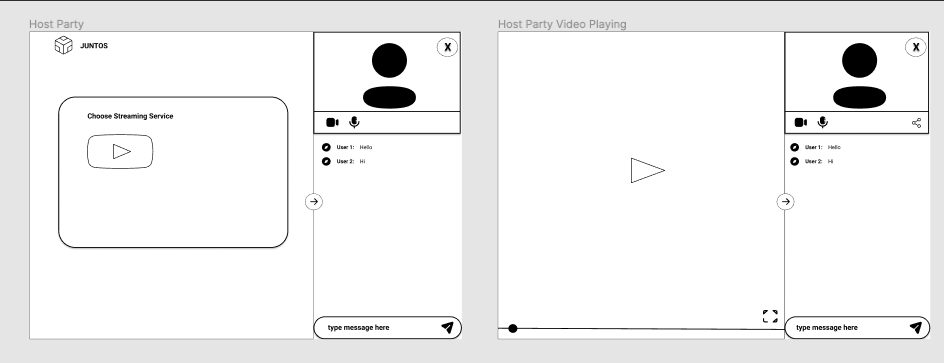 Host Party
JUNTOS
X
Choose Streaming Service
User 1: Hello
User 2: Hi
type message here
Host Party Video Playing
X
User 1: Hello
User 2: Hi
type message here